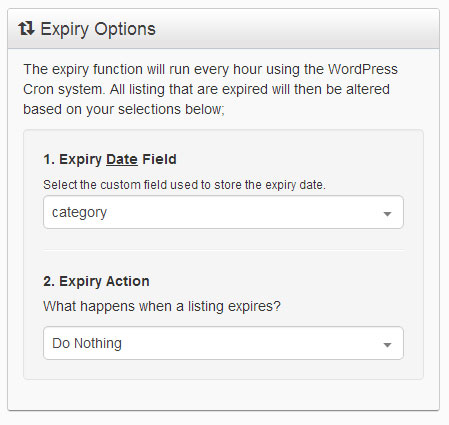 Expiry Options
The expiry function will run every hour using the WordPress
Cron system. All listing that are expired will then be altered
based on your selections below;
1. Expiry Date Field
Select the custom field used to store the expiry date.
category
2. Expiry Action
What happens when a listing expires?
Do Nothing